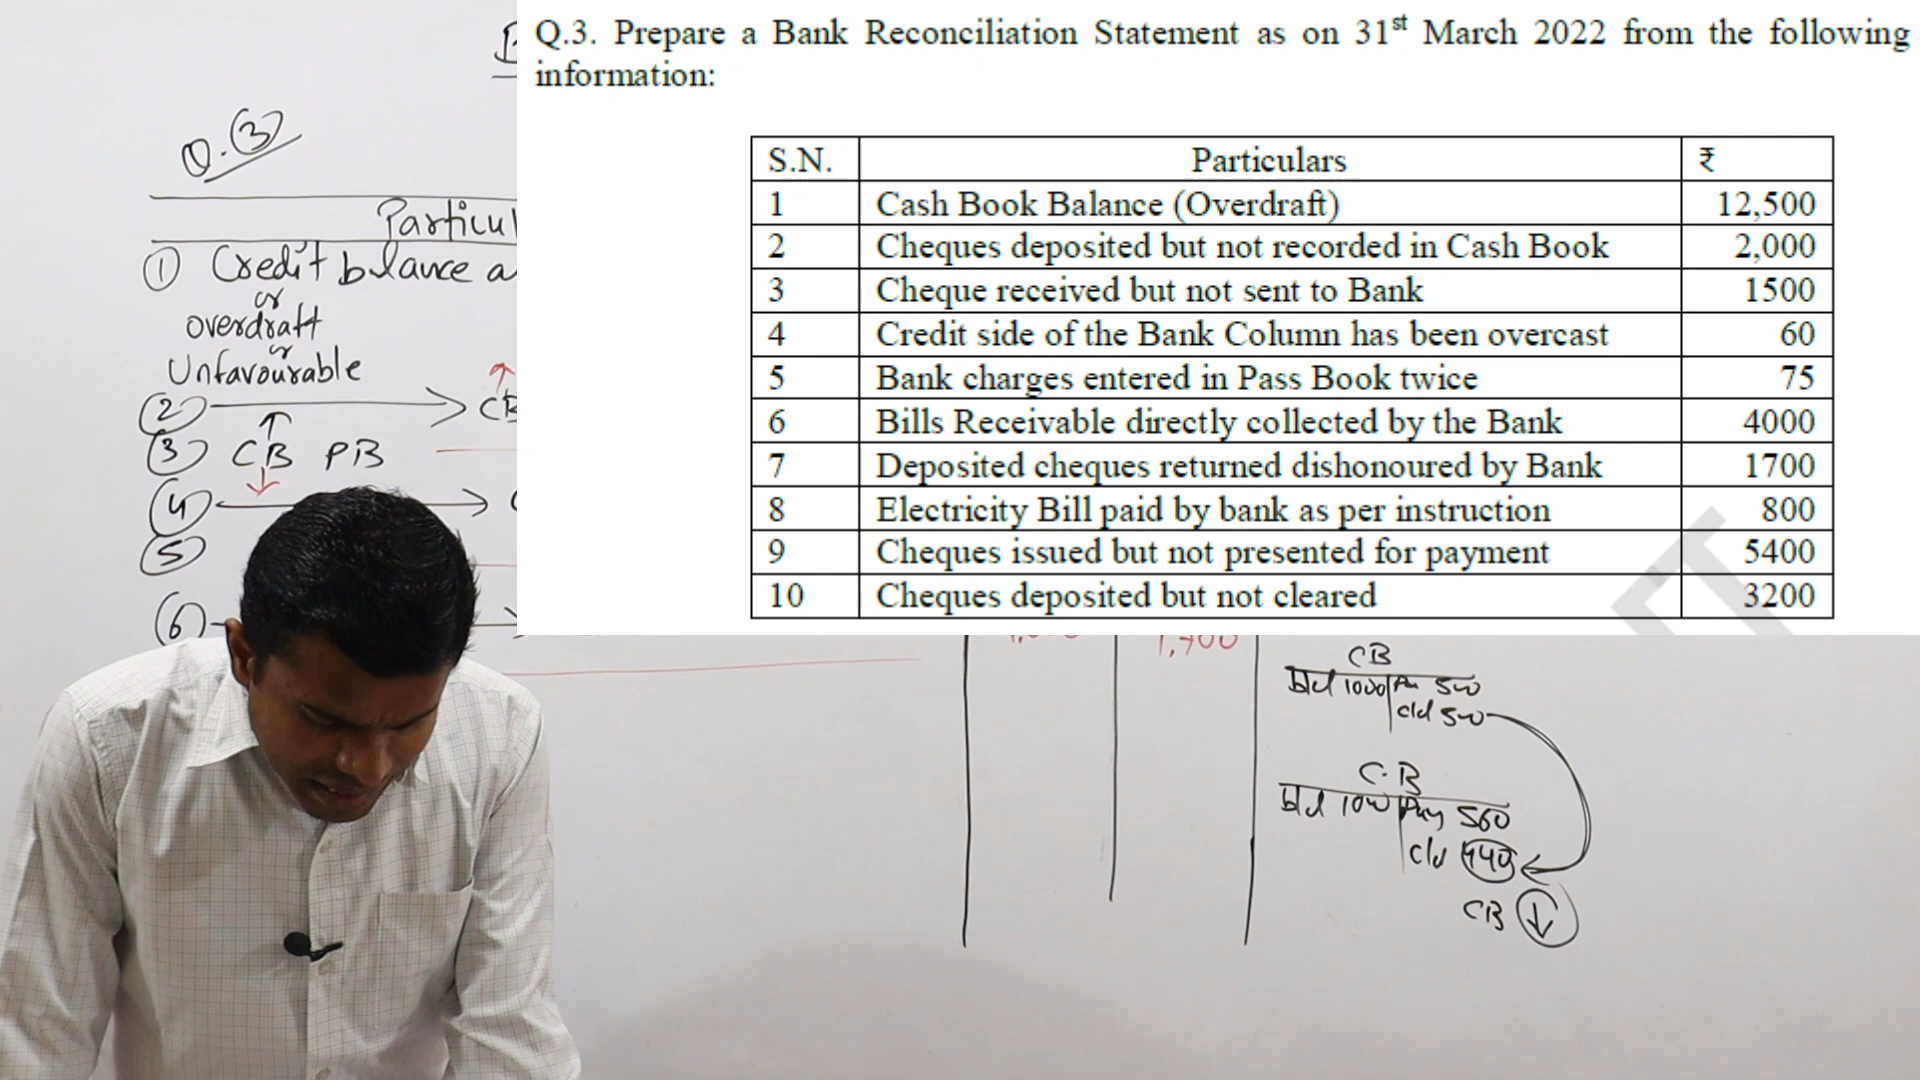 Q.3. Prepare a Bank Reconciliation Statement as on 31st March 2022 from the following
information:
S.N. Particulars ₹
1 Cash Book Balance (Overdraft) 12,500
2 Cheques deposited but not recorded in Cash Book 2,000
3 Cheque received but not sent to Bank 1500
4 Credit side of the Bank Column has been overcast 60
5 Bank charges entered in Pass Book twice 75
6 Bills Receivable directly collected by the Bank 4000
7 Deposited cheques returned dishonoured by Bank 1700
8 Electricity Bill paid by bank as per instruction 800
9 Cheques issued but not presented for payment 5400
10 Cheques deposited but not cleared 3200
Q.(3)
Particul
① Credit balance a
or
overdraft
or
Unfavourable
(2) CB
(3) CB PB
(4)
(5)
(6)
1,700
CB
b/d 1000
c/d 500
C.B
b/d Pay 560
c/d 440
CB ↓